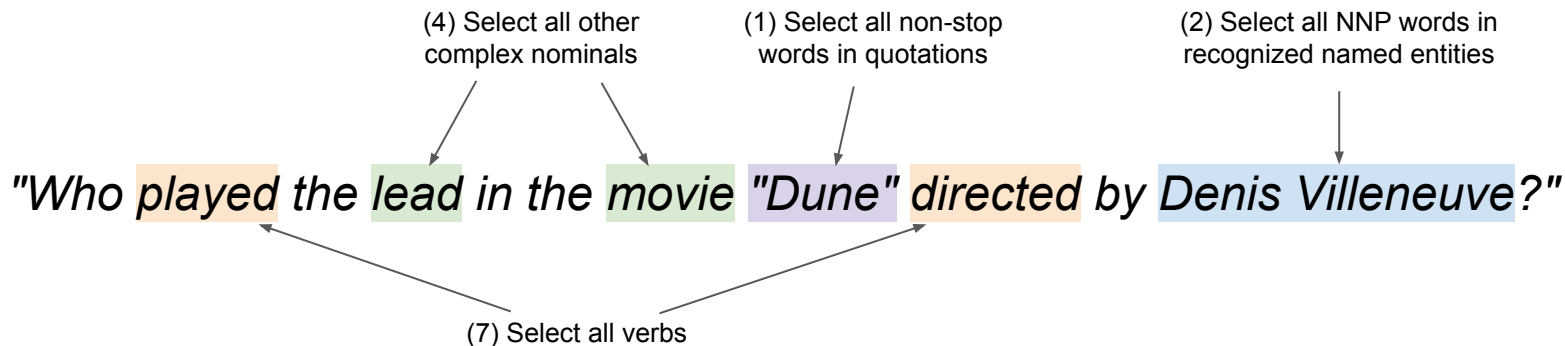 (4) Select all other
complex nominals
(1) Select all non-stop
words in quotations
(2) Select all NNP words in
recognized named entities
"Who played the lead in the movie "Dune" directed by Denis Villeneuve?"
(7) Select all verbs